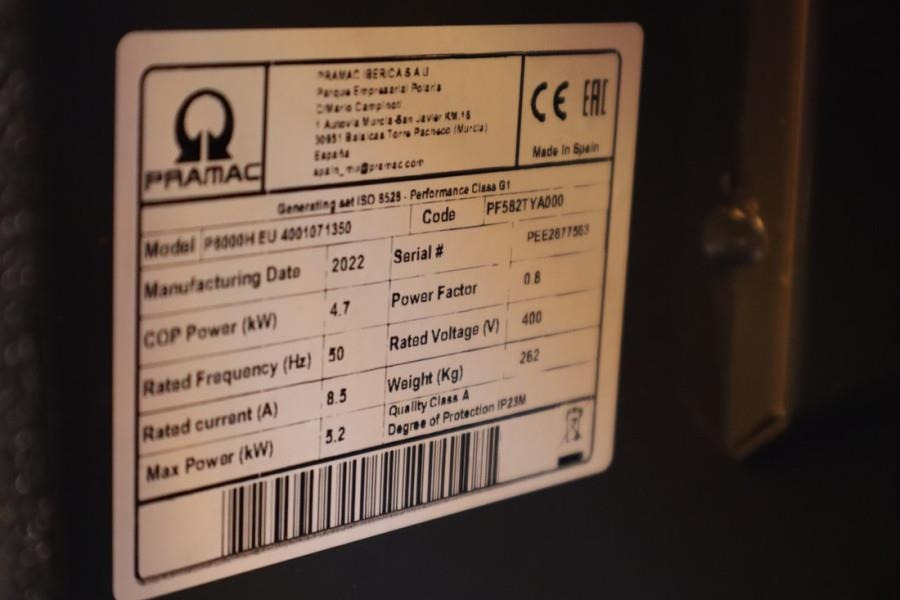 PRAMAC
PRAMAC IBERICA S.A.U
Parque Empresarial Polaris
C/Mario Campinoti
1 Autovia Murcia-San Javier KM.18
30591 Balsicas Torre Pacheco (Murcia)
España
spain_mu@pramac.com
CE EAC
Made In Spain
Generating set ISO 8528 - Performance Class G1
Model P8000H EU 4001071350 Code PF582TYA000
Manufacturing Date 2022 Serial #
COP Power (kW) 4.7 Power Factor 0.8
Rated Frequency (Hz) 50 Rated Voltage (V) 400
Rated current (A) 8.5 Weight (Kg) 262
Max Power (kW) 5.2 Quality Class A
Degree of Protection IP23M